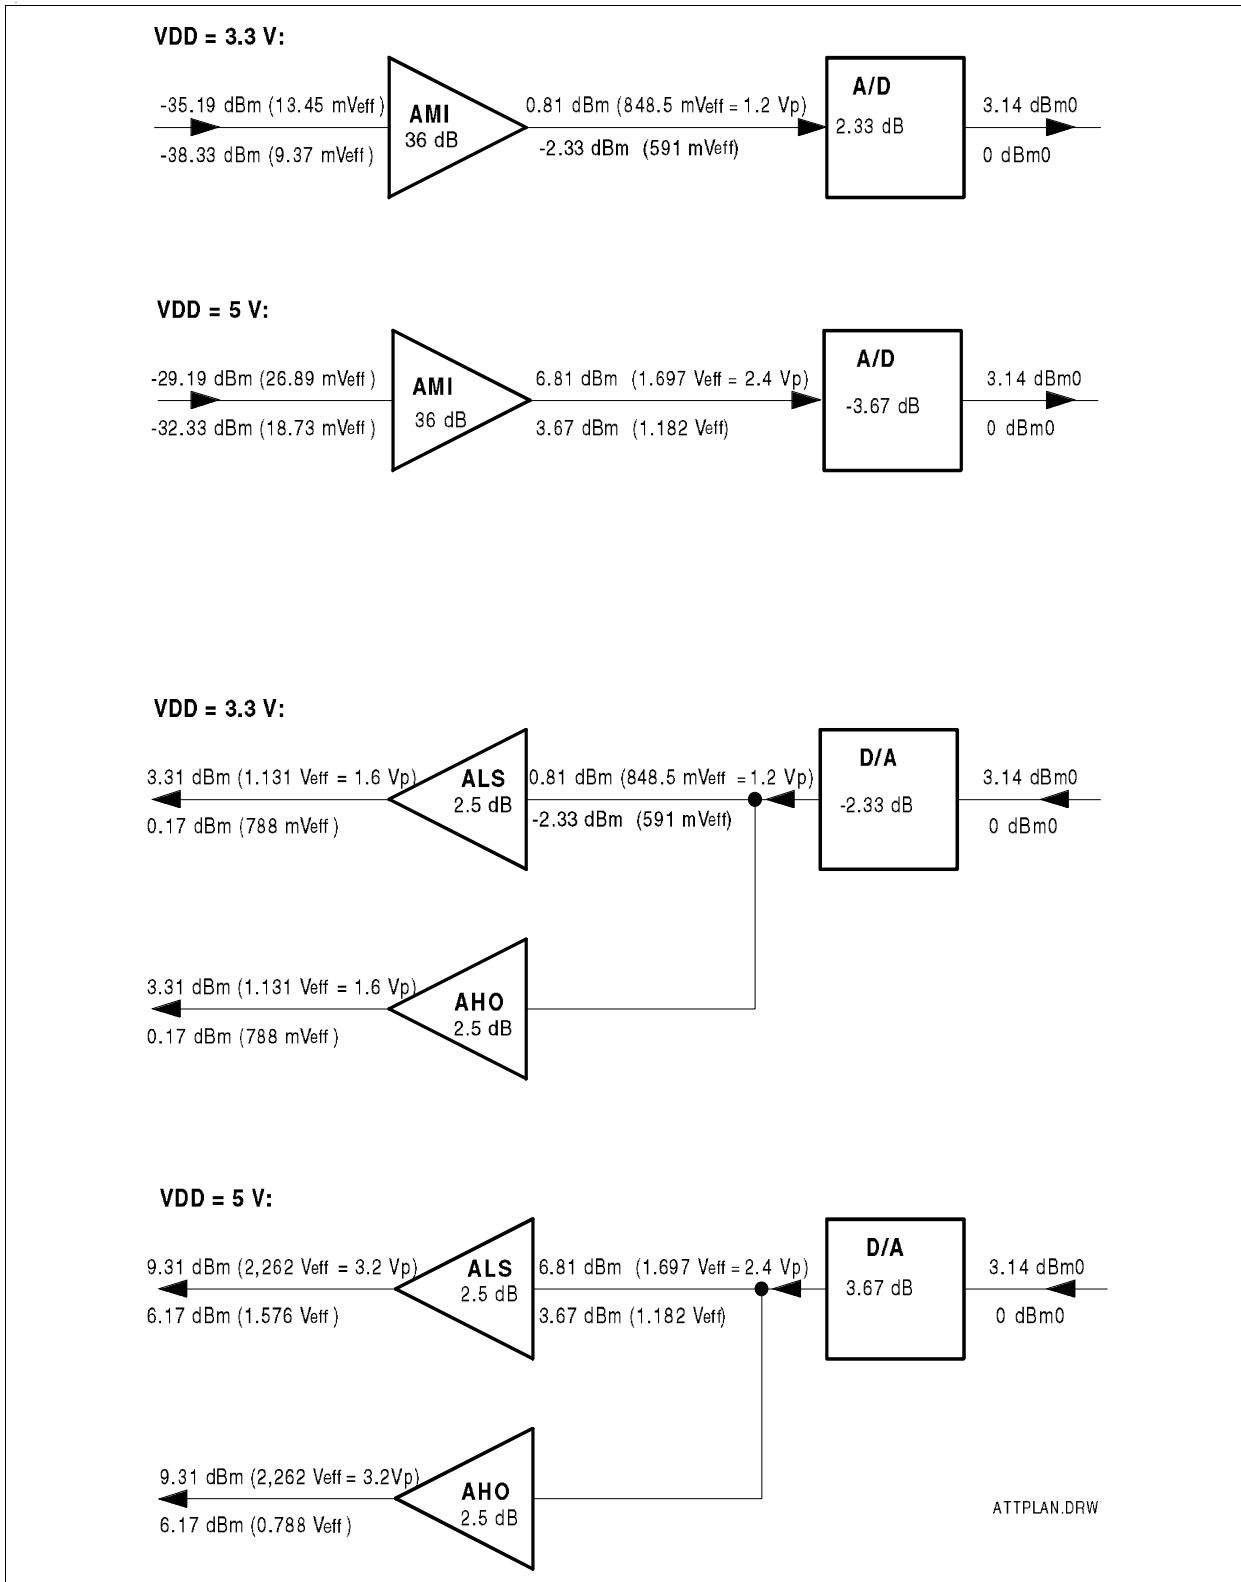 VDD = 3.3 V:
-35.19 dBm (13.45 mVeff)
-38.33 dBm (9.37 mVeff)
AMI
36 dB
0.81 dBm (848.5 mVeff = 1.2 Vp)
-2.33 dBm (591 mVeff)
A/D
2.33 dB
3.14 dBm0
0 dBm0
VDD = 5 V:
-29.19 dBm (26.89 mVeff)
-32.33 dBm (18.73 mVeff)
AMI
36 dB
6.81 dBm (1.697 Veff = 2.4 Vp)
3.67 dBm (1.182 Veff)
A/D
-3.67 dB
3.14 dBm0
0 dBm0
VDD = 3.3 V:
3.31 dBm (1.131 Veff = 1.6 Vp)
0.17 dBm (788 mVeff)
ALS
2.5 dB
0.81 dBm (848.5 mVeff = 1.2 Vp)
-2.33 dBm (591 mVeff)
D/A
-2.33 dB
3.14 dBm0
0 dBm0
3.31 dBm (1.131 Veff = 1.6 Vp)
0.17 dBm (788 mVeff)
AHO
2.5 dB
VDD = 5 V:
9.31 dBm (2,262 Veff = 3.2 Vp)
6.17 dBm (1.576 Veff)
ALS
2.5 dB
6.81 dBm (1.697 Veff = 2.4 Vp)
3.67 dBm (1.182 Veff)
D/A
3.67 dB
3.14 dBm0
0 dBm0
9.31 dBm (2,262 Veff = 3.2Vp)
6.17 dBm (0.788 Veff)
AHO
2.5 dB
ATTPLAN.DRW